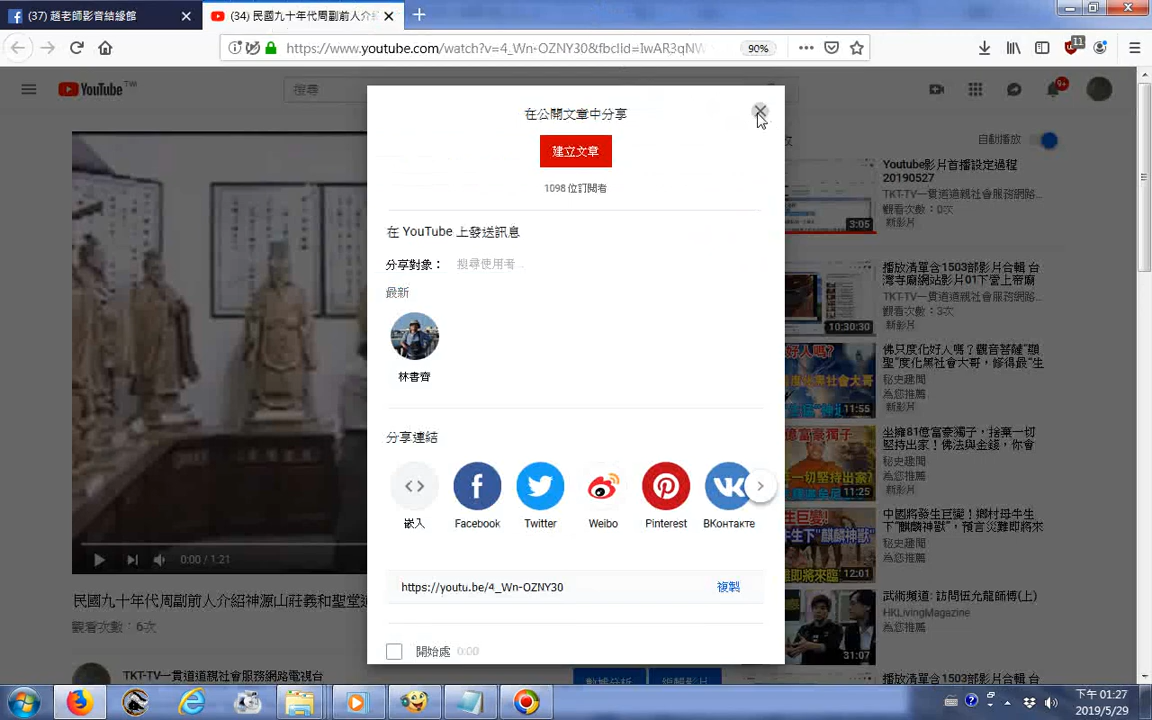 (37) 趙老師影音結緣館
(34) 民國九十年代周副前人介紹
https://www.youtube.com/watch?v=4_Wn-OZNY30&fbclid=IwAR3qNW
90%
11
YouTube TW
搜尋
9+
在公開文章中分享
建立文章
1098 位訂閱者
在 YouTube 上發送訊息
分享對象：
搜尋使用者
最新
林書齊
分享連結
嵌入
Facebook
Twitter
Weibo
Pinterest
ВКонтакте
https://youtu.be/4_Wn-OZNY30
複製
開始處 0:00
0:00 / 1:21
民國九十年代周副前人介紹神源山莊義和聖堂
觀看次數：6次
TKT-TV一貫道道親社會服務網路電視台
數據分析
編輯影片
自動播放
Youtube影片首播設定過程
20190527
TKT-TV一貫道道親社會服務網路...
觀看次數：0次
新影片
3:05
播放清單含1503部影片合輯 台
灣寺廟網站影片01下堂上帝廟
TKT-TV一貫道道親社會服務網路...
觀看次數：3次
新影片
10:30:30
佛只度化好人嗎？觀音菩薩"顯
聖"度化黑社會大哥，修得最"生
秘史趣聞
為您推薦
新影片
11:55
坐擁81億富豪獨子，捨棄一切
堅持出家！佛法與金錢，你會
秘史趣聞
為您推薦
新影片
11:25
中國將發生巨變！鄉村母牛生
下"麒麟神獸"，預言災難即將來
秘史趣聞
為您推薦
12:01
武術頻道: 訪問伍允龍師傅(上)
HKLivingMagazine
為您推薦
31:07
播放清單含1503部影片合輯 台
下午 01:27
2019/5/29